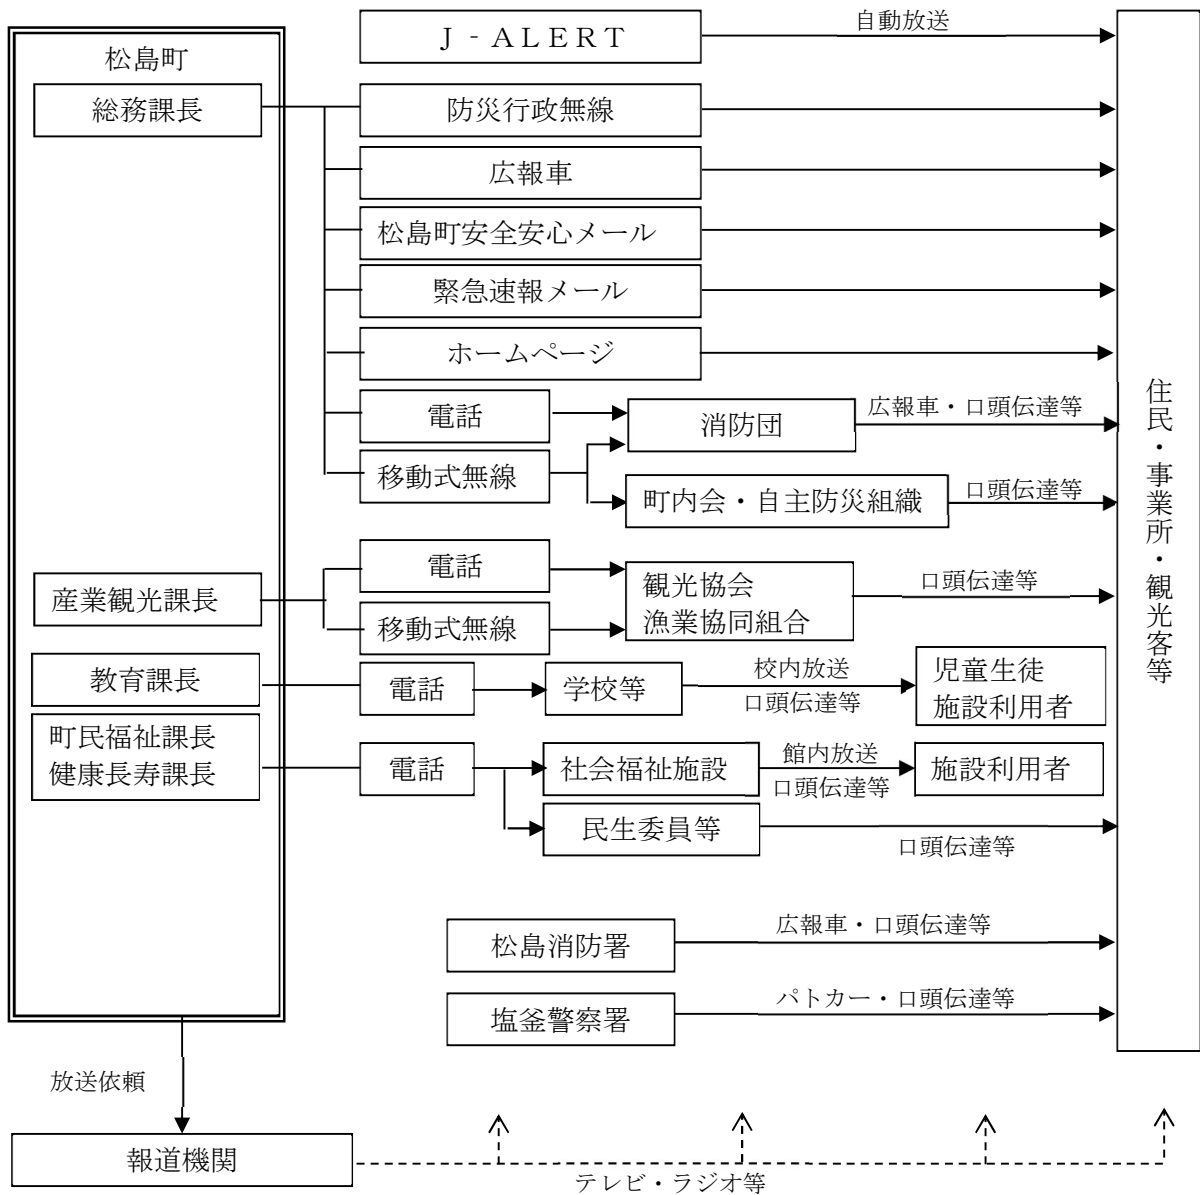 松島町
J‐ALERT
自動放送
総務課長
防災行政無線
広報車
松島町安全安心メール
緊急速報メール
ホームページ
電話
消防団
広報車・口頭伝達等
移動式無線
町内会・自主防災組織
口頭伝達等
産業観光課長
電話
移動式無線
観光協会
漁業協同組合
口頭伝達等
教育課長
電話
学校等
校内放送
口頭伝達等
児童生徒
施設利用者
町民福祉課長
健康長寿課長
電話
社会福祉施設
館内放送
口頭伝達等
施設利用者
民生委員等
口頭伝達等
松島消防署
広報車・口頭伝達等
塩釜警察署
パトカー・口頭伝達等
住民・事業所・観光客等
放送依頼
報道機関
テレビ・ラジオ等